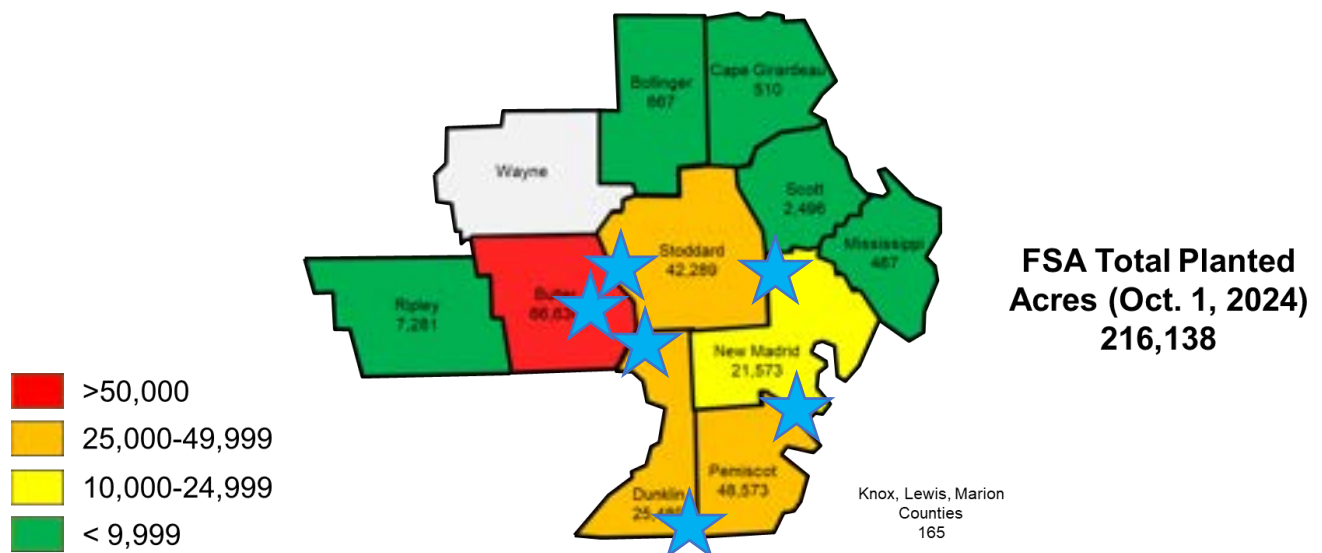 Bollinger
667
Cape Girardeau
510
Wayne
Scott
2,496
Mississippi
467
Stoddard
42,289
Ripley
7,281
New Madrid
21,573
Pemiscot
48,573
Dunklin
FSA Total Planted
Acres (Oct. 1, 2024)
216,138
>50,000
25,000-49,999
10,000-24,999
< 9,999
Knox, Lewis, Marion
Counties
165